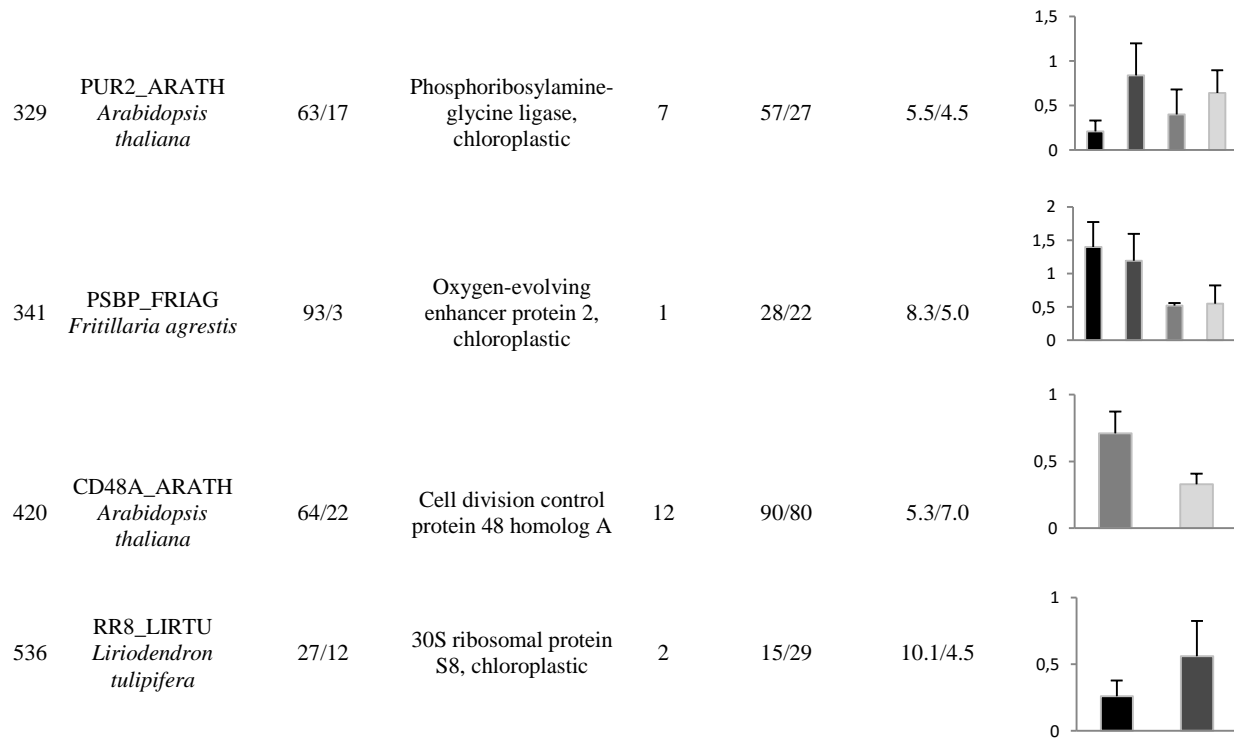 329
PUR2_ARATH
Arabidopsis
thaliana
63/17
Phosphoribosylamine-
glycine ligase,
chloroplastic
7
57/27
5.5/4.5
1,5
1
0,5
0
341
PSBP_FRIAG
Fritillaria agrestis
93/3
Oxygen-evolving
enhancer protein 2,
chloroplastic
1
28/22
8.3/5.0
2
1,5
1
0,5
0
420
CD48A_ARATH
Arabidopsis
thaliana
64/22
Cell division control
protein 48 homolog A
12
90/80
5.3/7.0
1
0,5
0
536
RR8_LIRTU
Liriodendron
tulipifera
27/12
30S ribosomal protein
S8, chloroplastic
2
15/29
10.1/4.5
1
0,5
0